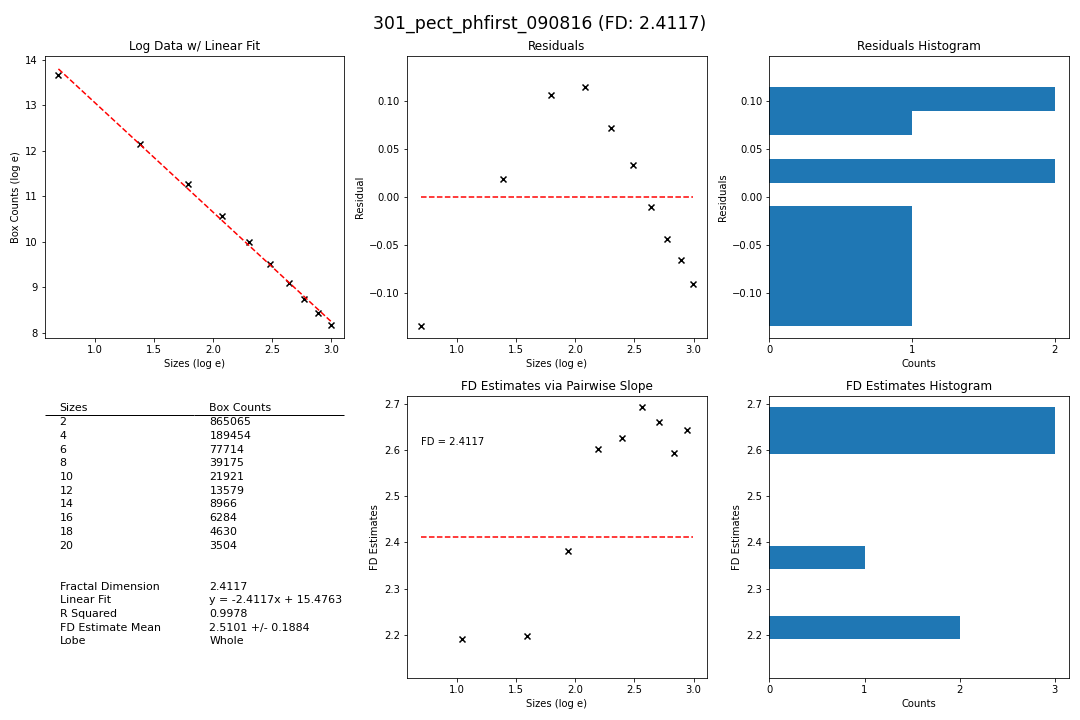 301_pect_phfirst_090816 (FD: 2.4117)
Log Data w/ Linear Fit
Box Counts (log e)
14
13
12
11
10
9
8
1.0 1.5 2.0 2.5 3.0
Sizes (log e)
Residuals
Residual
0.10
0.05
0.00
−0.05
−0.10
1.0 1.5 2.0 2.5 3.0
Sizes (log e)
Residuals Histogram
Residuals
0.10
0.05
0.00
−0.05
−0.10
0 1 2
Counts
Sizes Box Counts
2 865065
4 189454
6 77714
8 39175
10 21921
12 13579
14 8966
16 6284
18 4630
20 3504
Fractal Dimension 2.4117
Linear Fit y = -2.4117x + 15.4763
R Squared 0.9978
FD Estimate Mean 2.5101 +/- 0.1884
Lobe Whole
FD Estimates via Pairwise Slope
FD Estimates
2.7
2.6
2.5
2.4
2.3
2.2
FD = 2.4117
1.0 1.5 2.0 2.5 3.0
Sizes (log e)
FD Estimates Histogram
FD Estimates
2.7
2.6
2.5
2.4
2.3
2.2
0 1 2 3
Counts